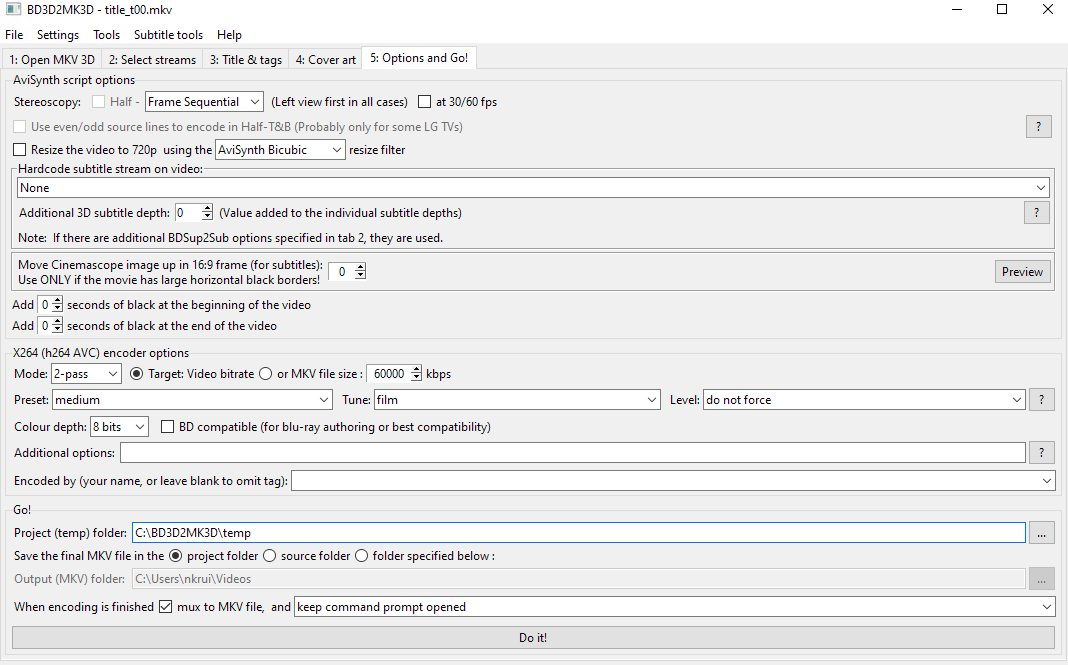 BD3D2MK3D - title_t00.mkv
File Settings Tools Subtitle tools Help
1: Open MKV 3D 2: Select streams 3: Title & tags 4: Cover art 5: Options and Go!
AviSynth script options
Stereoscopy: Half - Frame Sequential (Left view first in all cases) at 30/60 fps
Use even/odd source lines to encode in Half-T&B (Probably only for some LG TVs) ?
Resize the video to 720p using the AviSynth Bicubic resize filter
Hardcode subtitle stream on video:
None
Additional 3D subtitle depth: 0 (Value added to the individual subtitle depths) ?
Note: If there are additional BDSup2Sub options specified in tab 2, they are used.
Move Cinemascope image up in 16:9 frame (for subtitles):
Use ONLY if the movie has large horizontal black borders! 0 Preview
Add 0 seconds of black at the beginning of the video
Add 0 seconds of black at the end of the video
X264 (h264 AVC) encoder options
Mode: 2-pass Target: Video bitrate or MKV file size : 60000 kbps
Preset: medium Tune: film Level: do not force ?
Colour depth: 8 bits BD compatible (for blu-ray authoring or best compatibility)
Additional options: ?
Encoded by (your name, or leave blank to omit tag):
Go!
Project (temp) folder: C:\BD3D2MK3D\temp ...
Save the final MKV file in the project folder source folder folder specified below :
Output (MKV) folder: C:\Users\nkrui\Videos ...
When encoding is finished mux to MKV file, and keep command prompt opened
Do it!